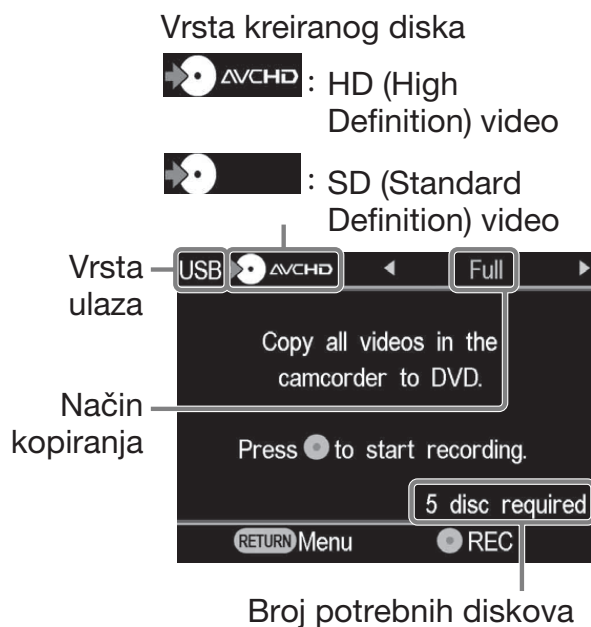 Vrsta kreiranog diska
AVCHD : HD (High
Definition) video
: SD (Standard
Definition) video
Vrsta
ulaza
USB AVCHD Full
Copy all videos in the
camcorder to DVD.
Način
kopiranja
Press to start recording.
5 disc required
RETURN Menu REC
Broj potrebnih diskova